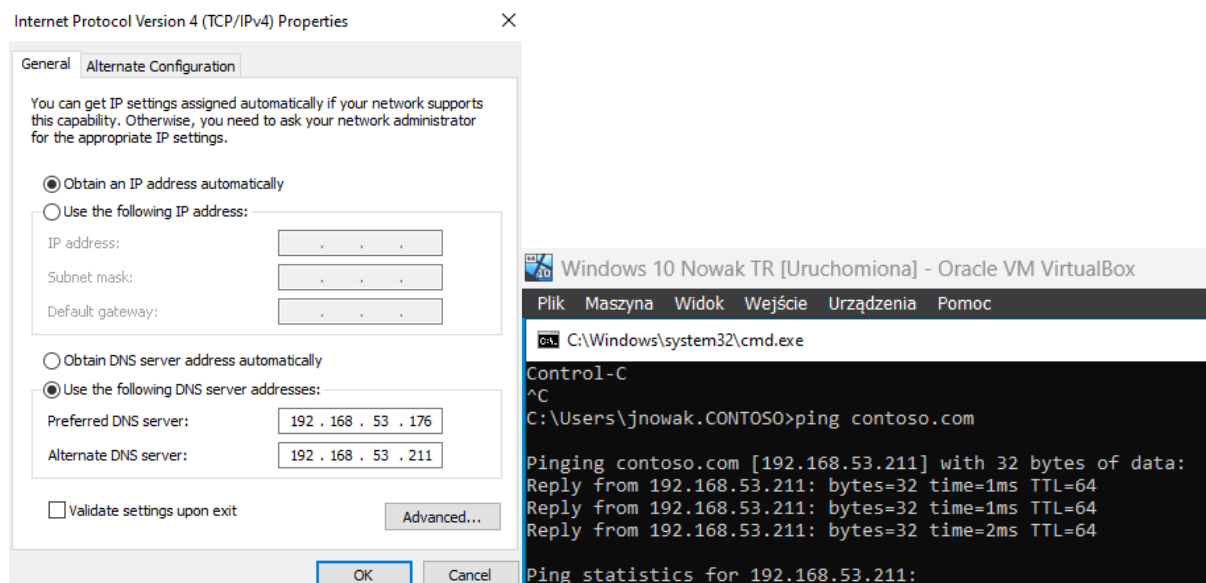 Internet Protocol Version 4 (TCP/IPv4) Properties
General
Alternate Configuration
You can get IP settings assigned automatically if your network supports
this capability. Otherwise, you need to ask your network administrator
for the appropriate IP settings.
Obtain an IP address automatically
Use the following IP address:
IP address:
Subnet mask:
Default gateway:
Obtain DNS server address automatically
Use the following DNS server addresses:
Preferred DNS server: 192 . 168 . 53 . 176
Alternate DNS server: 192 . 168 . 53 . 211
Validate settings upon exit
Advanced...
OK Cancel
Windows 10 Nowak TR [Uruchomiona] - Oracle VM VirtualBox
Plik Maszyna Widok Wejście Urządzenia Pomoc
C:\Windows\system32\cmd.exe
Control-C
^C
C:\Users\jnowak.CONTOSO>ping contoso.com
Pinging contoso.com [192.168.53.211] with 32 bytes of data:
Reply from 192.168.53.211: bytes=32 time=1ms TTL=64
Reply from 192.168.53.211: bytes=32 time=1ms TTL=64
Reply from 192.168.53.211: bytes=32 time=2ms TTL=64
Ping statistics for 192.168.53.211: